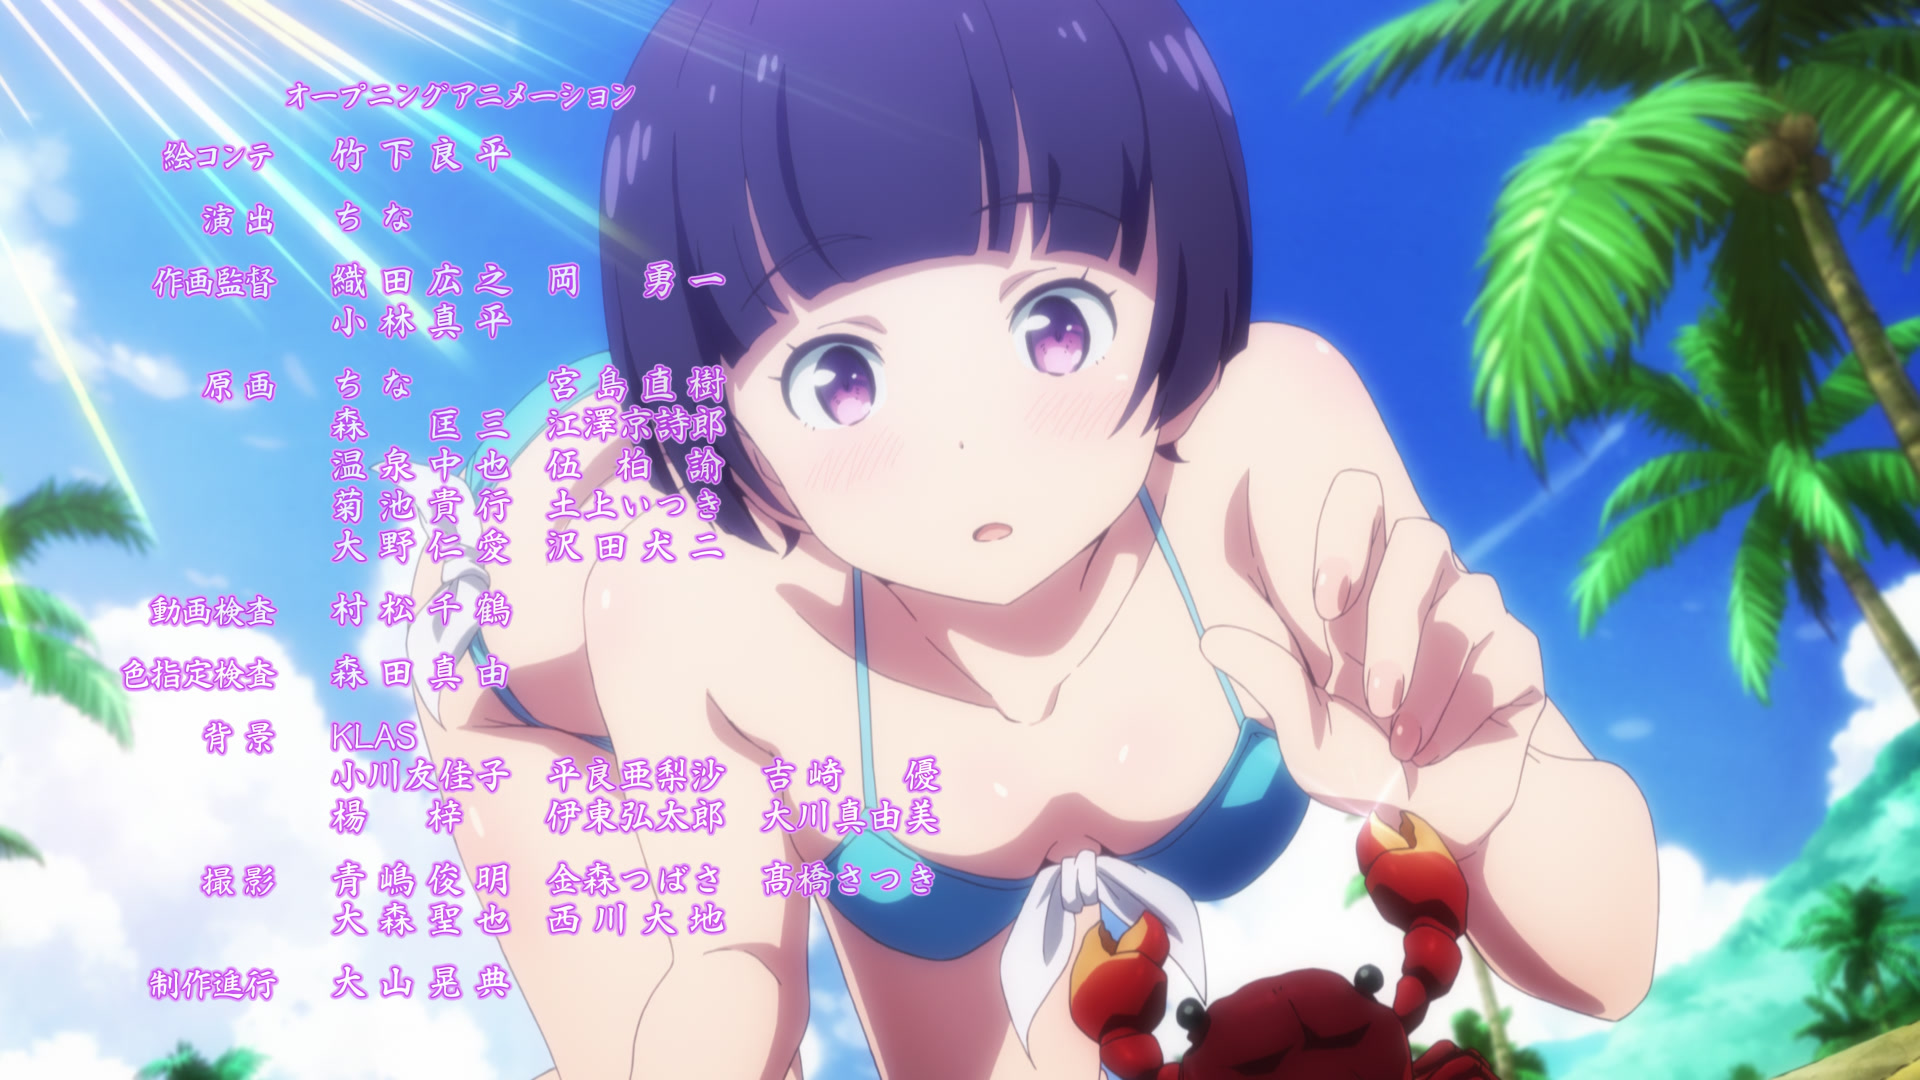 オープニングアニメーション
絵コンテ 竹下良平
演出 ちな
作画監督 織田広之 岡勇一
小林真平
原画 ちな 宮島直樹
森匡三 江澤京詩郎
温泉中也 伍柏諭
菊池貴行 土上いつき
大野仁愛 沢田犬二
動画検査 村松千鶴
色指定検査 森田真由
背景 KLAS
小川友佳子 平良亜梨沙 吉崎優
楊梓 伊東弘太郎 大川真由美
撮影 青嶋俊明 金森つばさ 髙橋さつき
大森聖也 西川大地
制作進行 大山晃典